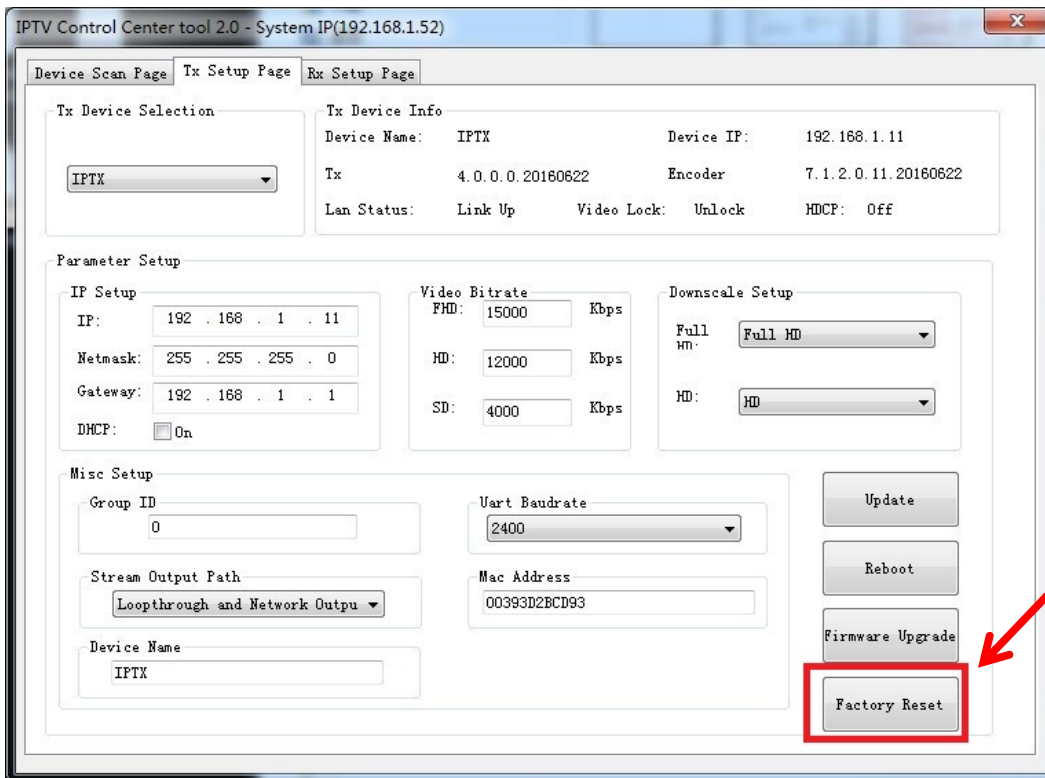 IPTV Control Center tool 2.0 - System IP(192.168.1.52)
Device Scan Page Tx Setup Page Rx Setup Page
Tx Device Selection
IPTX
Tx Device Info
Device Name: IPTX Device IP: 192.168.1.11
Tx 4.0.0.0.20160622 Encoder 7.1.2.0.11.20160622
Lan Status: Link Up Video Lock: Unlock HDCP: Off
Parameter Setup
IP Setup
IP: 192 . 168 . 1 . 11
Netmask: 255 . 255 . 255 . 0
Gateway: 192 . 168 . 1 . 1
DHCP: On
Video Bitrate
FHD: 15000 Kbps
HD: 12000 Kbps
SD: 4000 Kbps
Downscale Setup
Full
HD: Full HD
HD: HD
Misc Setup
Group ID
0
Uart Baudrate
2400
Stream Output Path
Loopthrough and Network Outpu
Mac Address
00393D2BCD93
Device Name
IPTX
Update
Reboot
Firmware Upgrade
Factory Reset